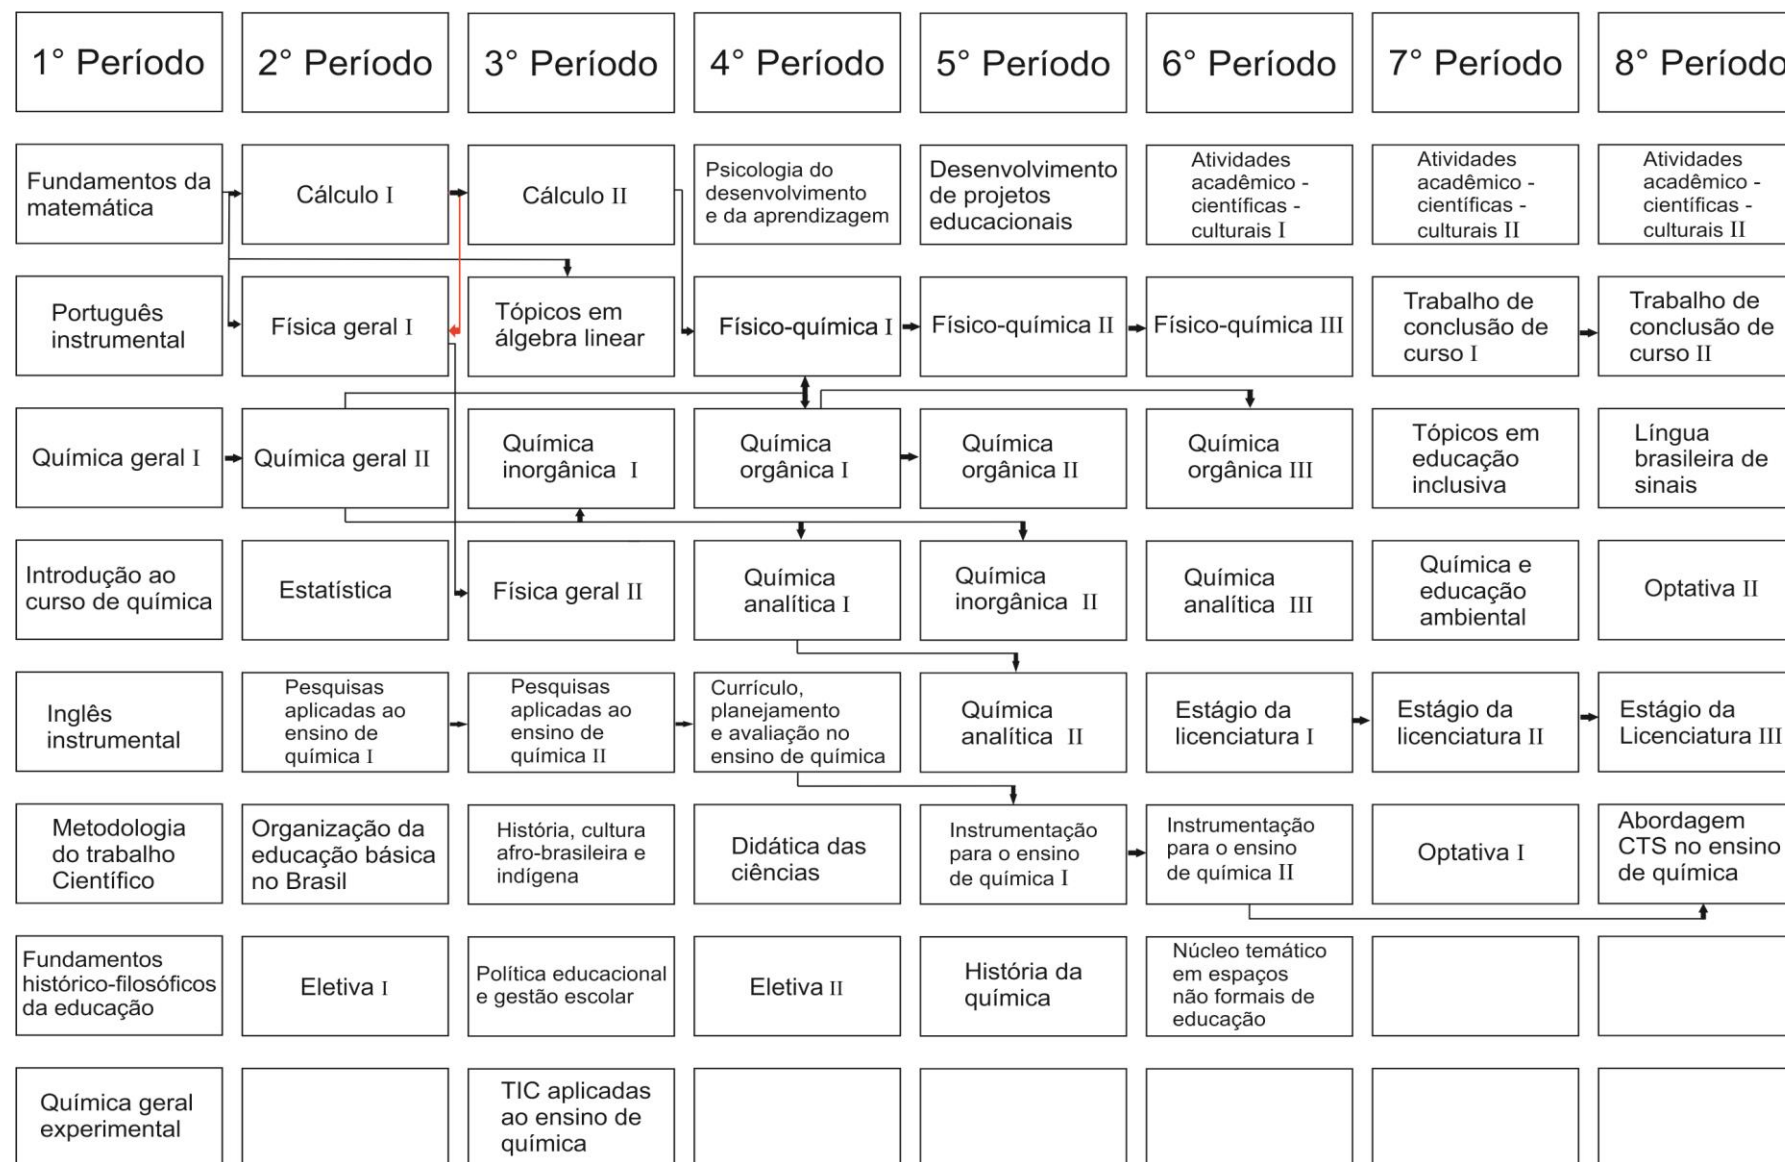 1° Período
2° Período
3° Período
4° Período
5° Período
6° Período
7° Período
8° Período
Fundamentos da
matemática
Cálculo I
Cálculo II
Psicologia do
desenvolvimento
e da aprendizagem
Desenvolvimento
de projetos
educacionais
Atividades
acadêmico -
científicas -
culturais I
Atividades
acadêmico -
científicas -
culturais II
Atividades
acadêmico -
científicas -
culturais II
Português
instrumental
Física geral I
Tópicos em
álgebra linear
Físico-química I
Físico-química II
Físico-química III
Trabalho de
conclusão de
curso I
Trabalho de
conclusão de
curso II
Química geral I
Química geral II
Química
inorgânica I
Química
orgânica I
Química
orgânica II
Química
orgânica III
Tópicos em
educação
inclusiva
Língua
brasileira de
sinais
Introdução ao
curso de química
Estatística
Física geral II
Química
analítica I
Química
inorgânica II
Química
analítica III
Química e
educação
ambiental
Optativa II
Inglês
instrumental
Pesquisas
aplicadas ao
ensino de
química I
Pesquisas
aplicadas ao
ensino de
química II
Currículo,
planejamento
e avaliação no
ensino de química
Química
analítica II
Estágio da
licenciatura I
Estágio da
licenciatura II
Estágio da
Licenciatura III
Metodologia
do trabalho
Científico
Organização da
educação básica
no Brasil
História, cultura
afro-brasileira e
indígena
Didática das
ciências
Instrumentação
para o ensino
de química I
Instrumentação
para o ensino
de química II
Optativa I
Abordagem
CTS no ensino
de química
Fundamentos
histórico-filosóficos
da educação
Eletiva I
Política educacional
e gestão escolar
Eletiva II
História da
química
Núcleo temático
em espaços
não formais de
educação
Química geral
experimental
TIC aplicadas
ao ensino de
química